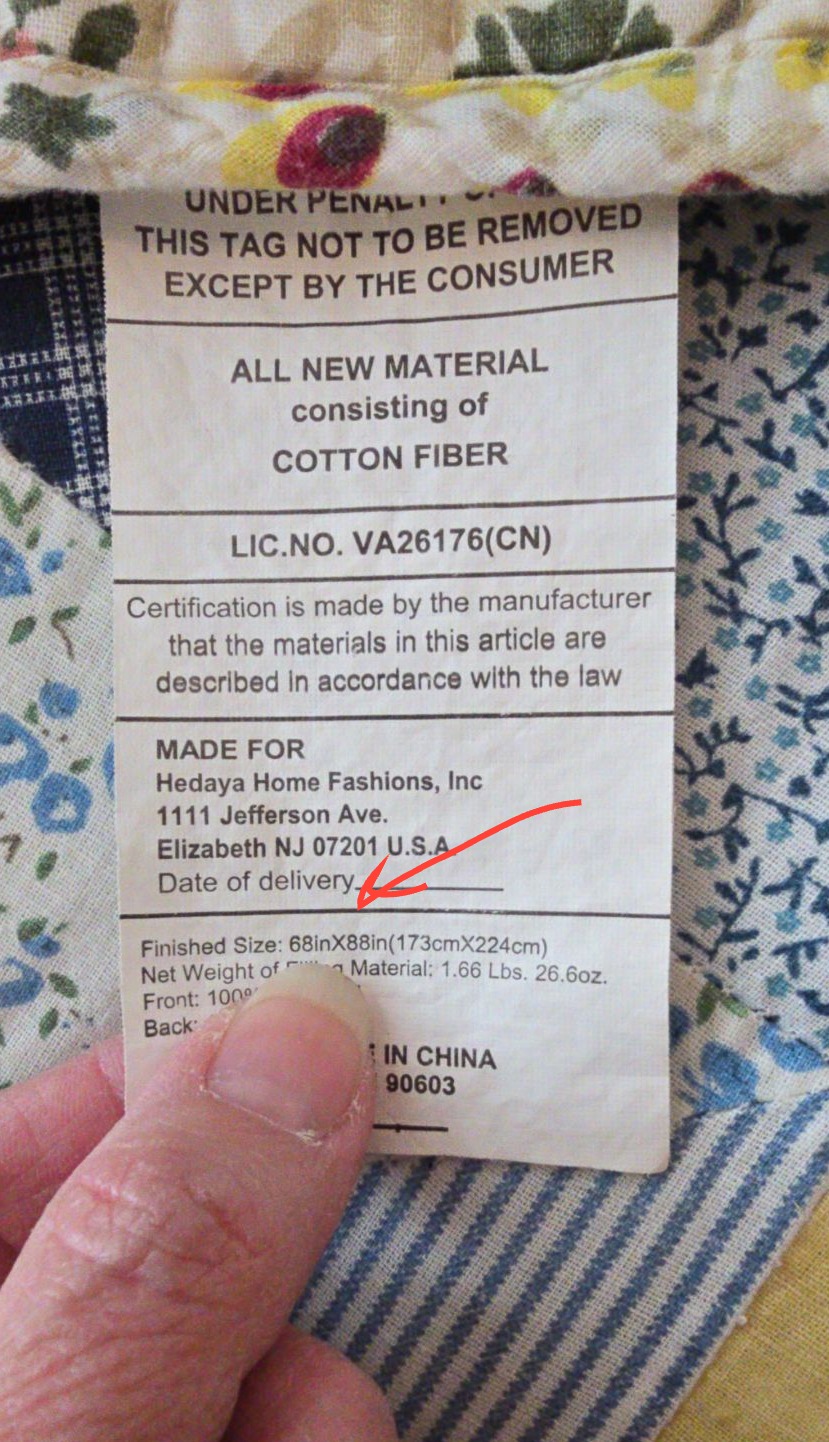 UNDER PENALTY
THIS TAG NOT TO BE REMOVED
EXCEPT BY THE CONSUMER
ALL NEW MATERIAL
consisting of
COTTON FIBER
LIC.NO. VA26176(CN)
Certification is made by the manufacturer
that the materials in this article are
described in accordance with the law
MADE FOR
Hedaya Home Fashions, Inc
1111 Jefferson Ave.
Elizabeth NJ 07201 U.S.A.
Date of delivery
Finished Size: 68inX88in(173cmX224cm)
Net Weight of Material: 1.66 Lbs. 26.6oz.
Front: 100%
Back:
IN CHINA
90603